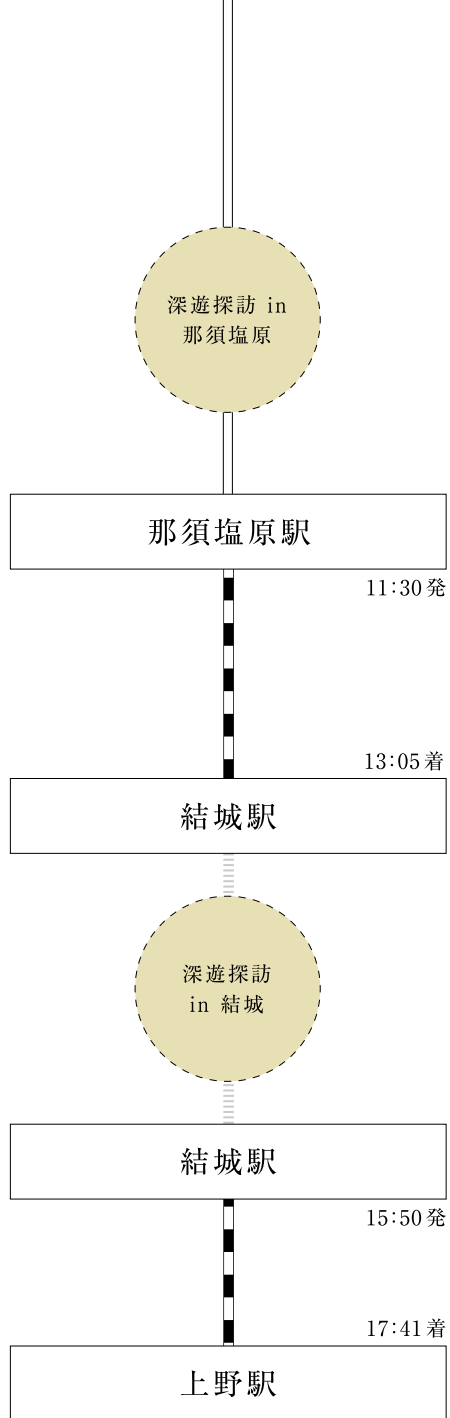 深遊探訪 in
那須塩原
那須塩原駅
11:30発
13:05着
結城駅
深遊探訪
in 結城
結城駅
15:50発
17:41着
上野駅